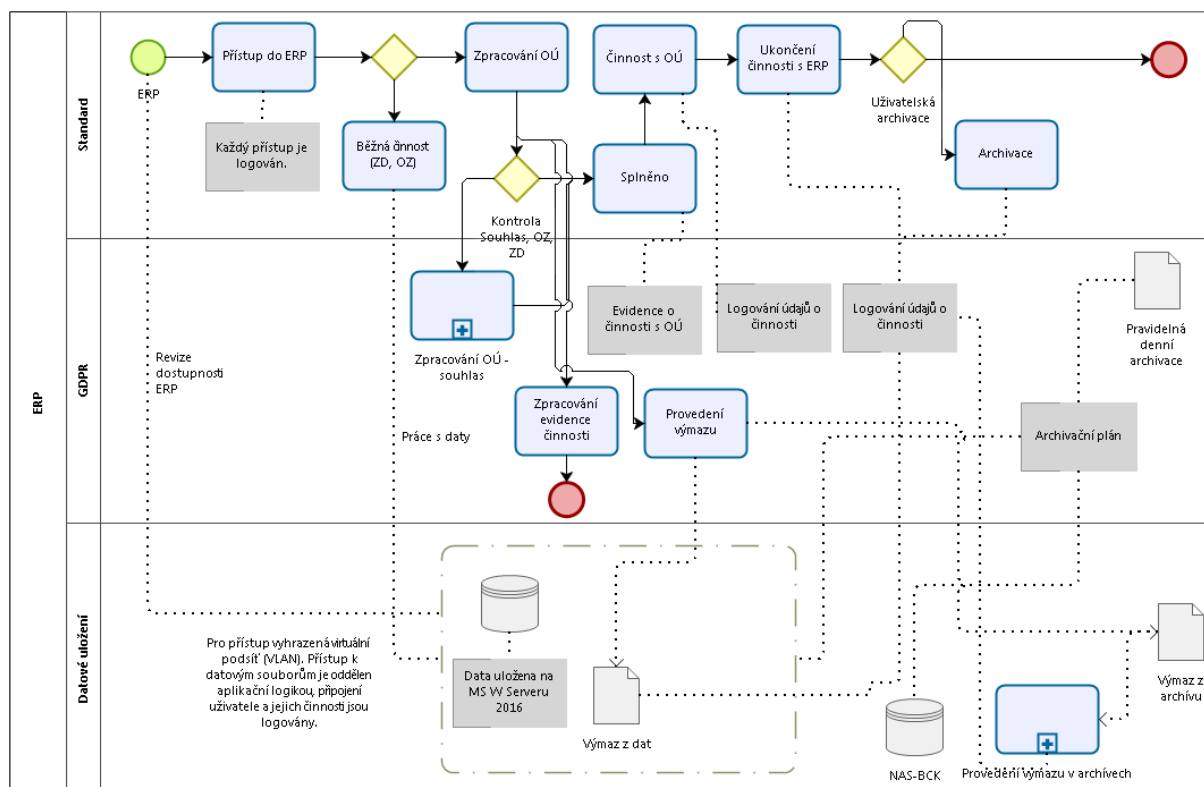 ERP
Standard
GDPR
Datové uložení
ERP
Přístup do ERP
Každý přístup je
logován.
Běžná činnost
(ZD, OZ)
Zpracování OÚ
Kontrola
Souhlas, OZ,
ZD
Splněno
Činnost s OÚ
Ukončení
činnosti s ERP
Uživatelská
archivace
Archivace
Revize
dostupnosti
ERP
Práce s daty
Zpracování OÚ -
souhlas
Zpracování
evidence
činnosti
Evidence o
činnosti s OÚ
Logování údajů o
činnosti
Logování údajů o
činnosti
Provedení
výmazu
Pravidelná
denní
archivace
Archivační plán
Pro přístup vyhrazená virtuální
podsíť (VLAN). Přístup k
datovým souborům je oddělen
aplikační logikou, připojení
uživatele a jejich činnosti jsou
logovány.
Data uložena na
MS W Serveru
2016
Výmaz z dat
NAS-BCK
Provedení výmazu v archívech
Výmaz z
archívu